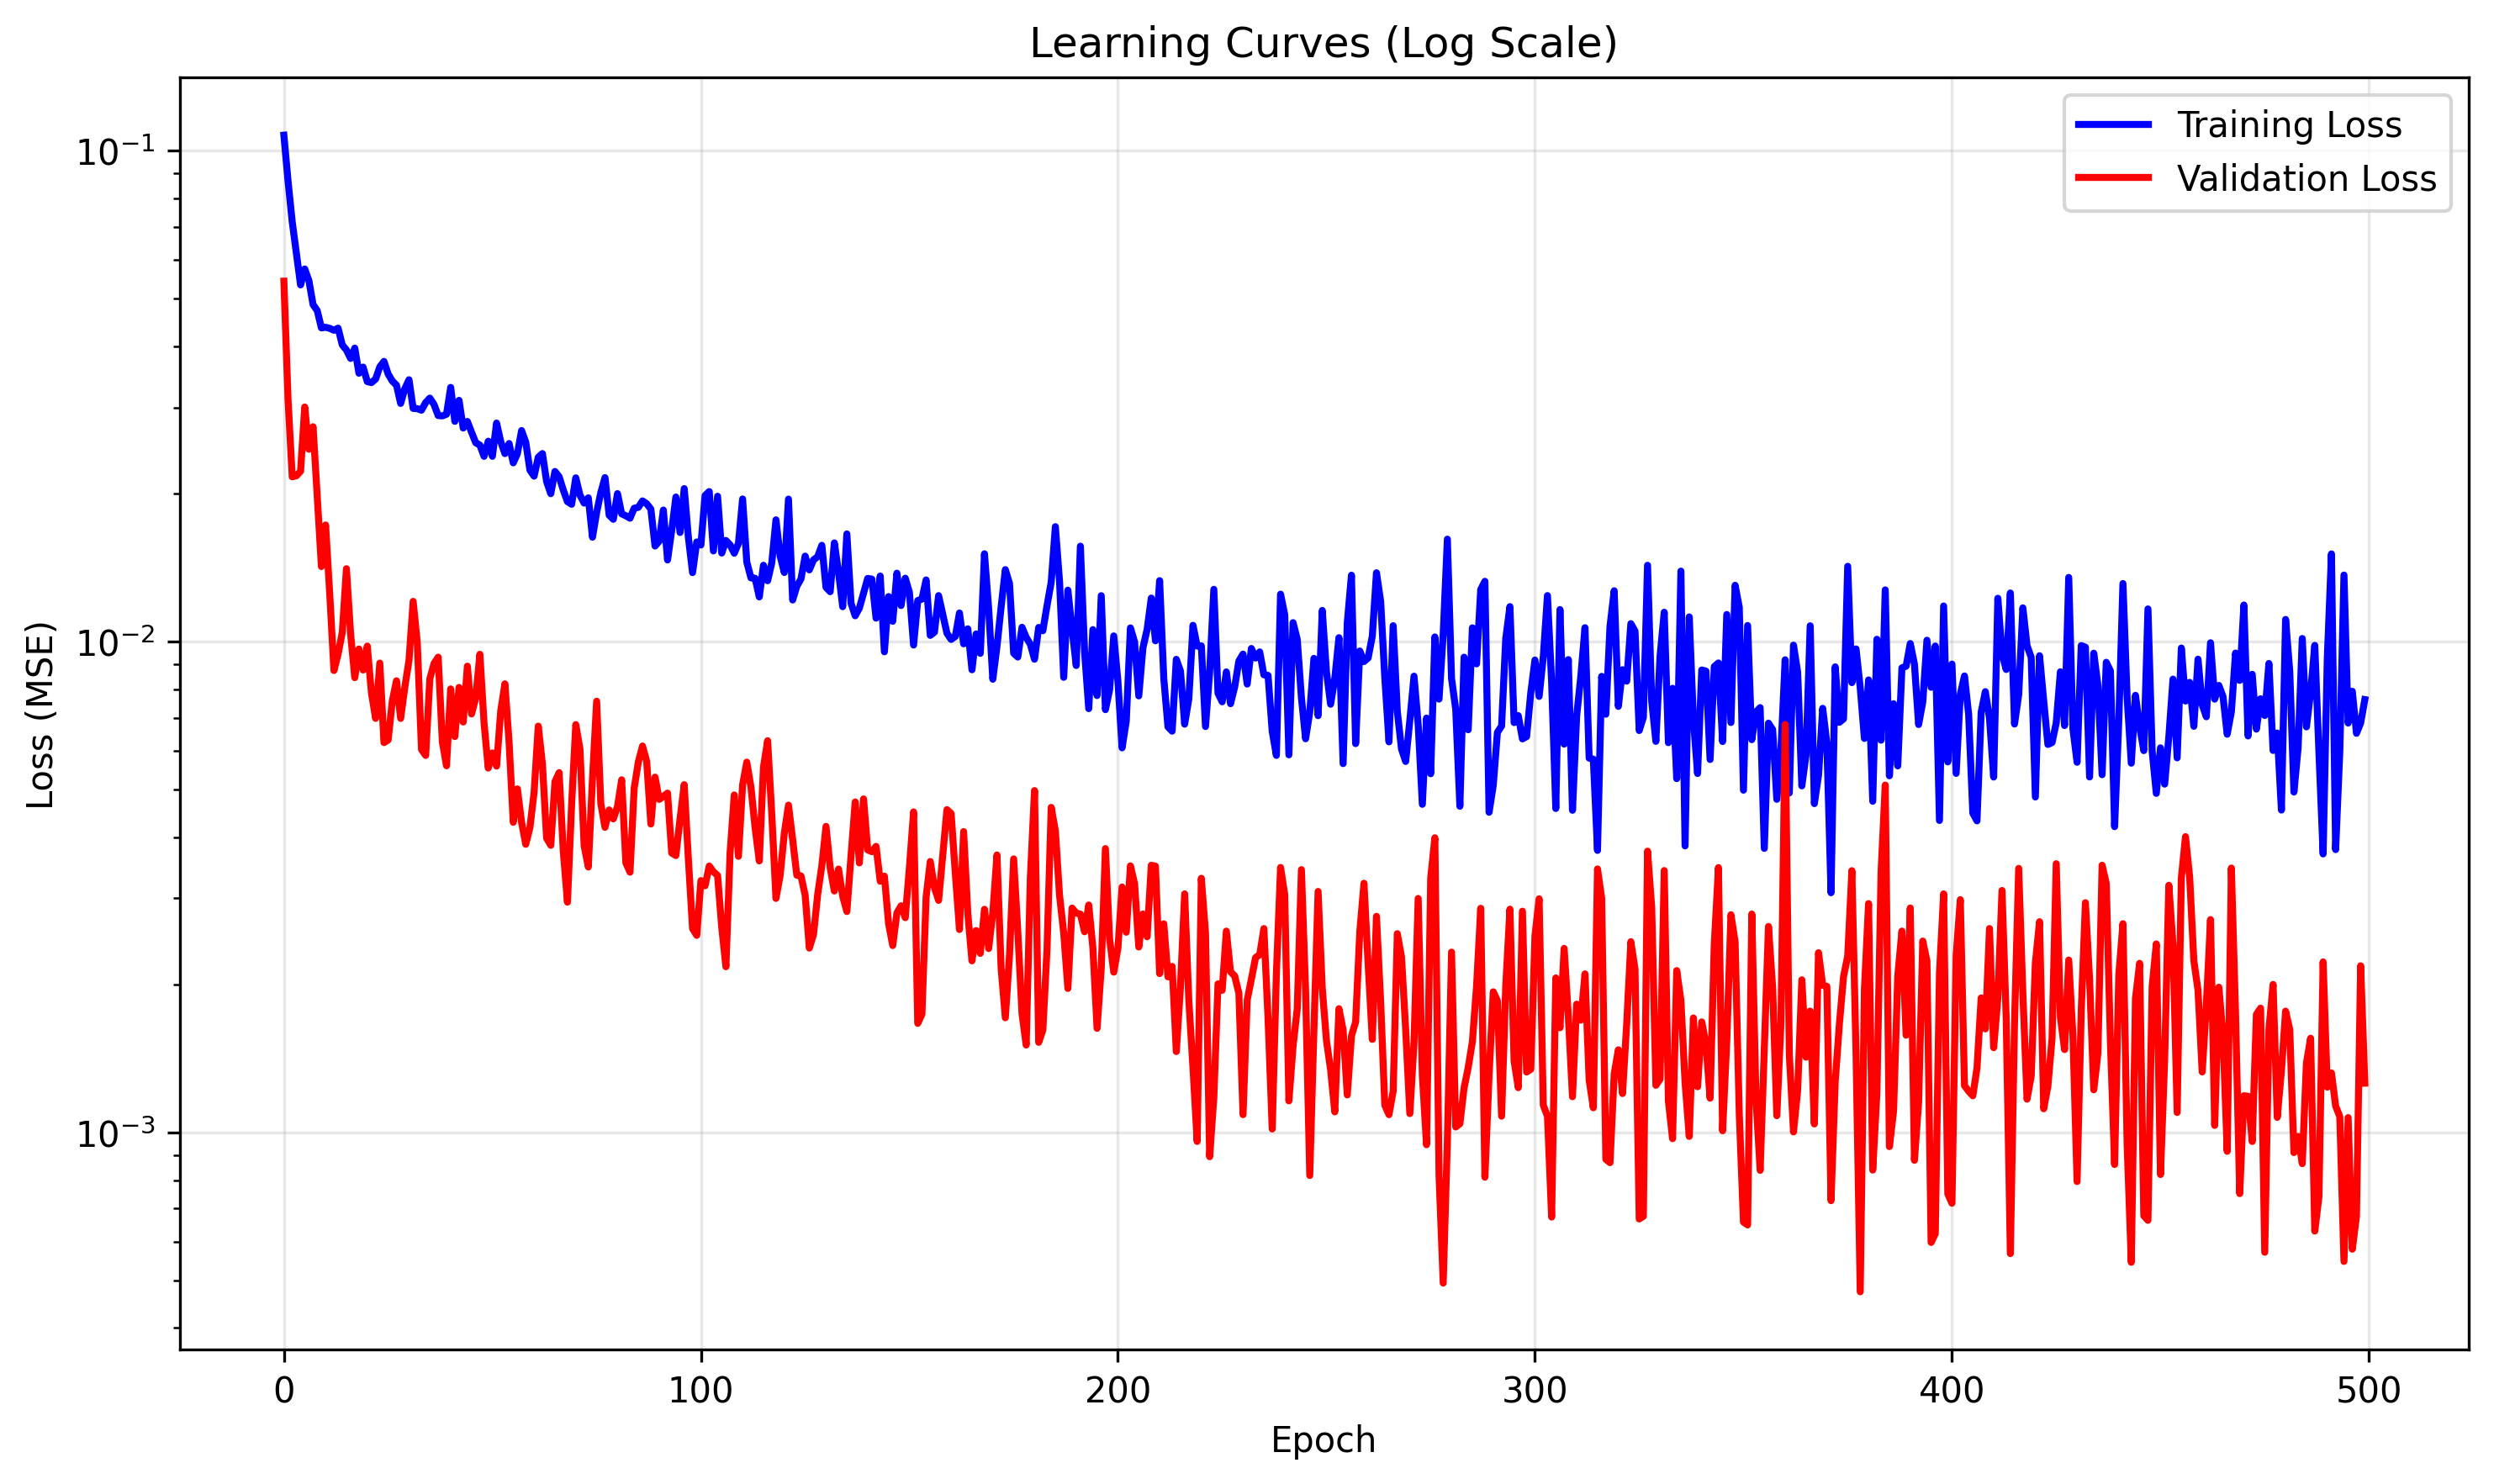 Learning Curves (Log Scale)
Training Loss
Validation Loss
10⁻¹
10⁻²
10⁻³
Loss (MSE)
0 100 200 300 400 500
Epoch